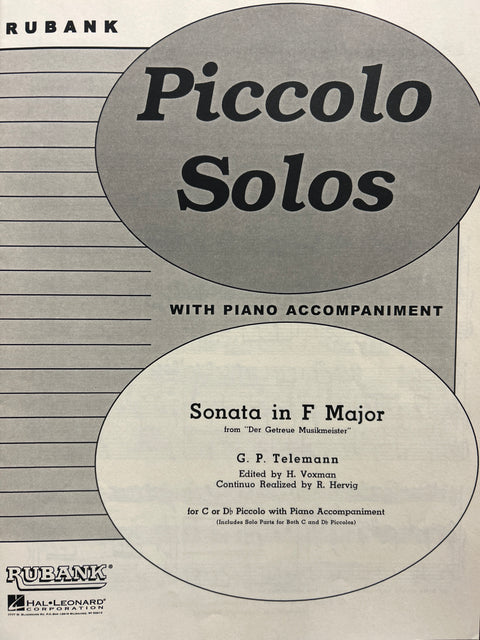 RUBANK
Piccolo
Solos
WITH PIANO ACCOMPANIMENT
Sonata in F Major
from "Der Getreue Musikmeister"
G. P. Telemann
Edited by H. Voxman
Continuo Realized by R. Hervig
for C or D♭ Piccolo with Piano Accompaniment
(Includes Solo Parts for Both C and D♭ Piccolos)
RUBANK®
HAL•LEONARD
CORPORATION